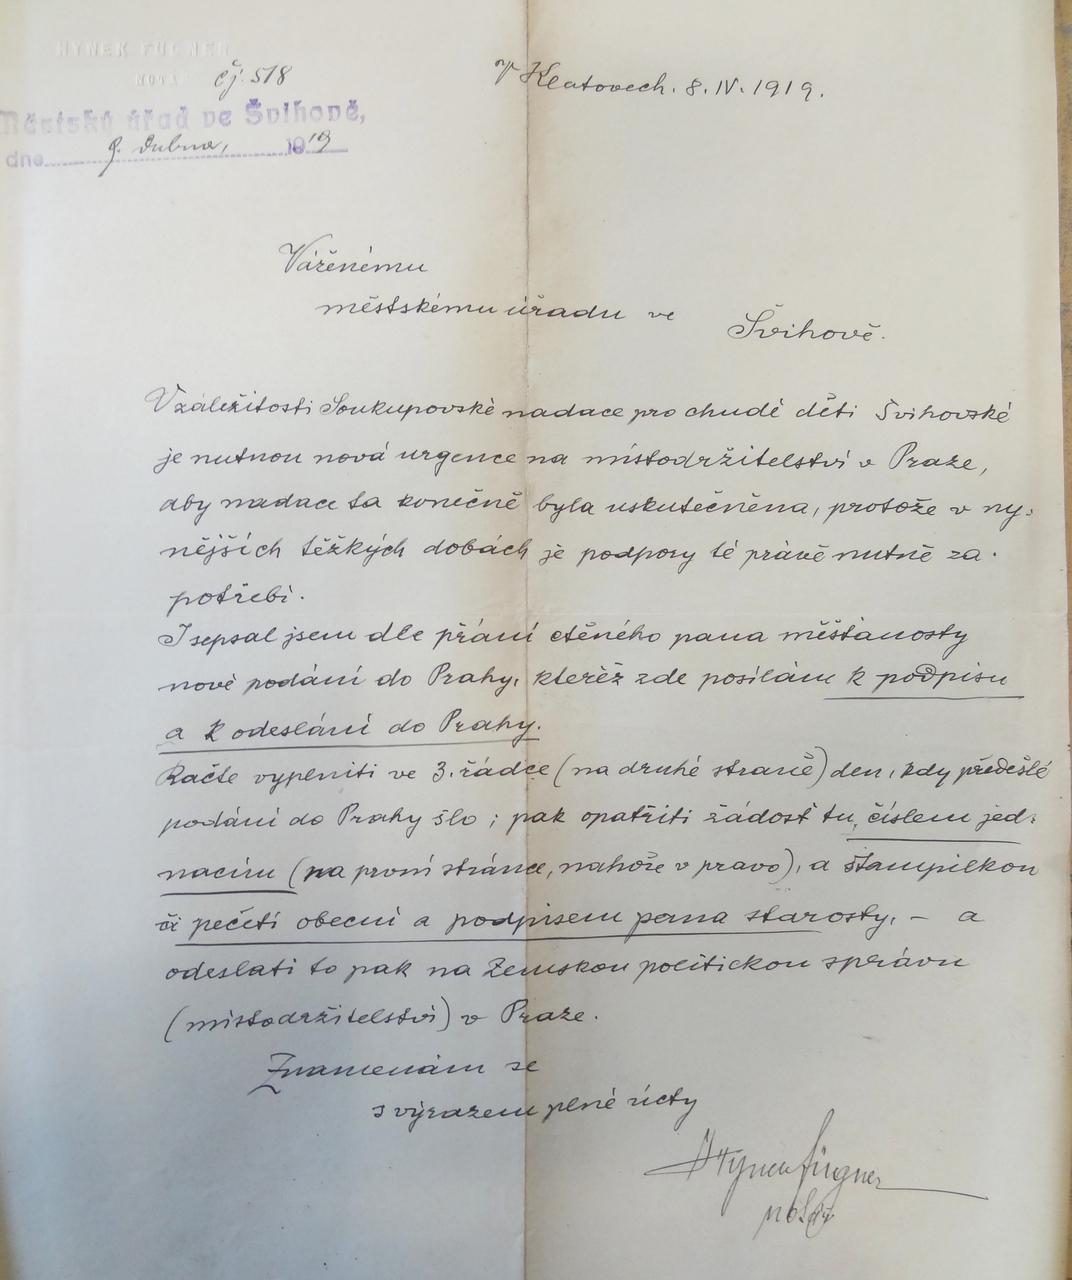 HYNEK FÜGNER
NOTÁŘ
čj. 518
V Klatovech. 8. IV. 1919.
Městský úřad ve Švihově,
dne 9. dubna, 1919
Váženému
městskému úřadu ve
Švihově.
V záležitosti Soukupovské nadace pro chudé děti Švihovské
je nutnou nová urgence na místodržitelství v Praze,
aby nadace ta konečně byla uskutečněna, protože v ny-
nějších těžkých dobách je podpory té právě nutně za-
potřebí.
I sepsal jsem dle přání ctěného pana měšťanosty
nové podání do Prahy, kteréž zde posílám k podpisu
a k odeslání do Prahy.
Račte vyplniti ve 3. řádce (na druhé straně) den, kdy předešlé
podání do Prahy šlo; pak opatřiti žádost tu, číslem jed-
nacím (na první stránce, nahoře v pravo), a štampilkou
či pečetí obecní a podpisem pana starosty, – a
odeslati to pak na Zemskou politickou správu
(místodržitelství) v Praze.
Znamenám se
s výrazem plné úcty
Hynek Fügner
notář